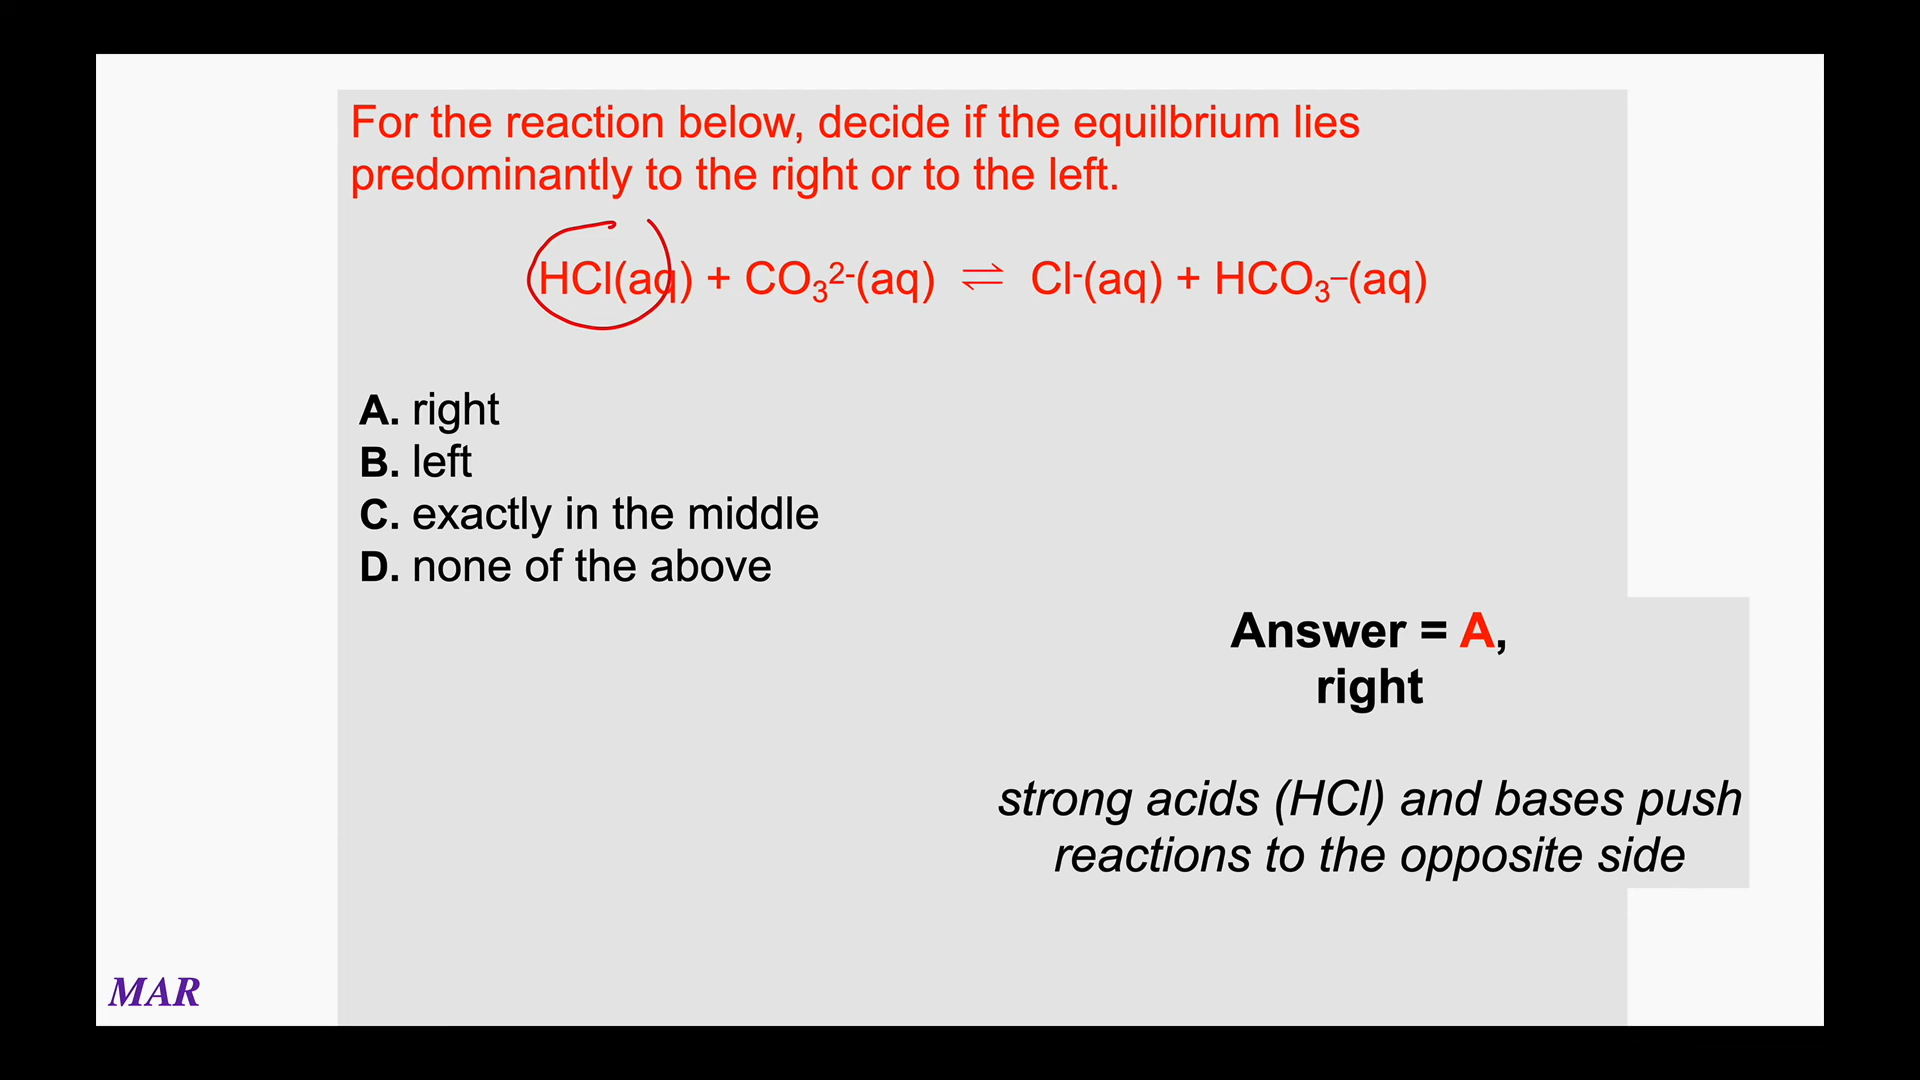 For the reaction below, decide if the equilbrium lies
predominantly to the right or to the left.
HCl(aq) + CO₃²⁻(aq) ⇌ Cl⁻(aq) + HCO₃⁻(aq)
A. right
B. left
C. exactly in the middle
D. none of the above
Answer = A,
right
strong acids (HCl) and bases push
reactions to the opposite side
MAR